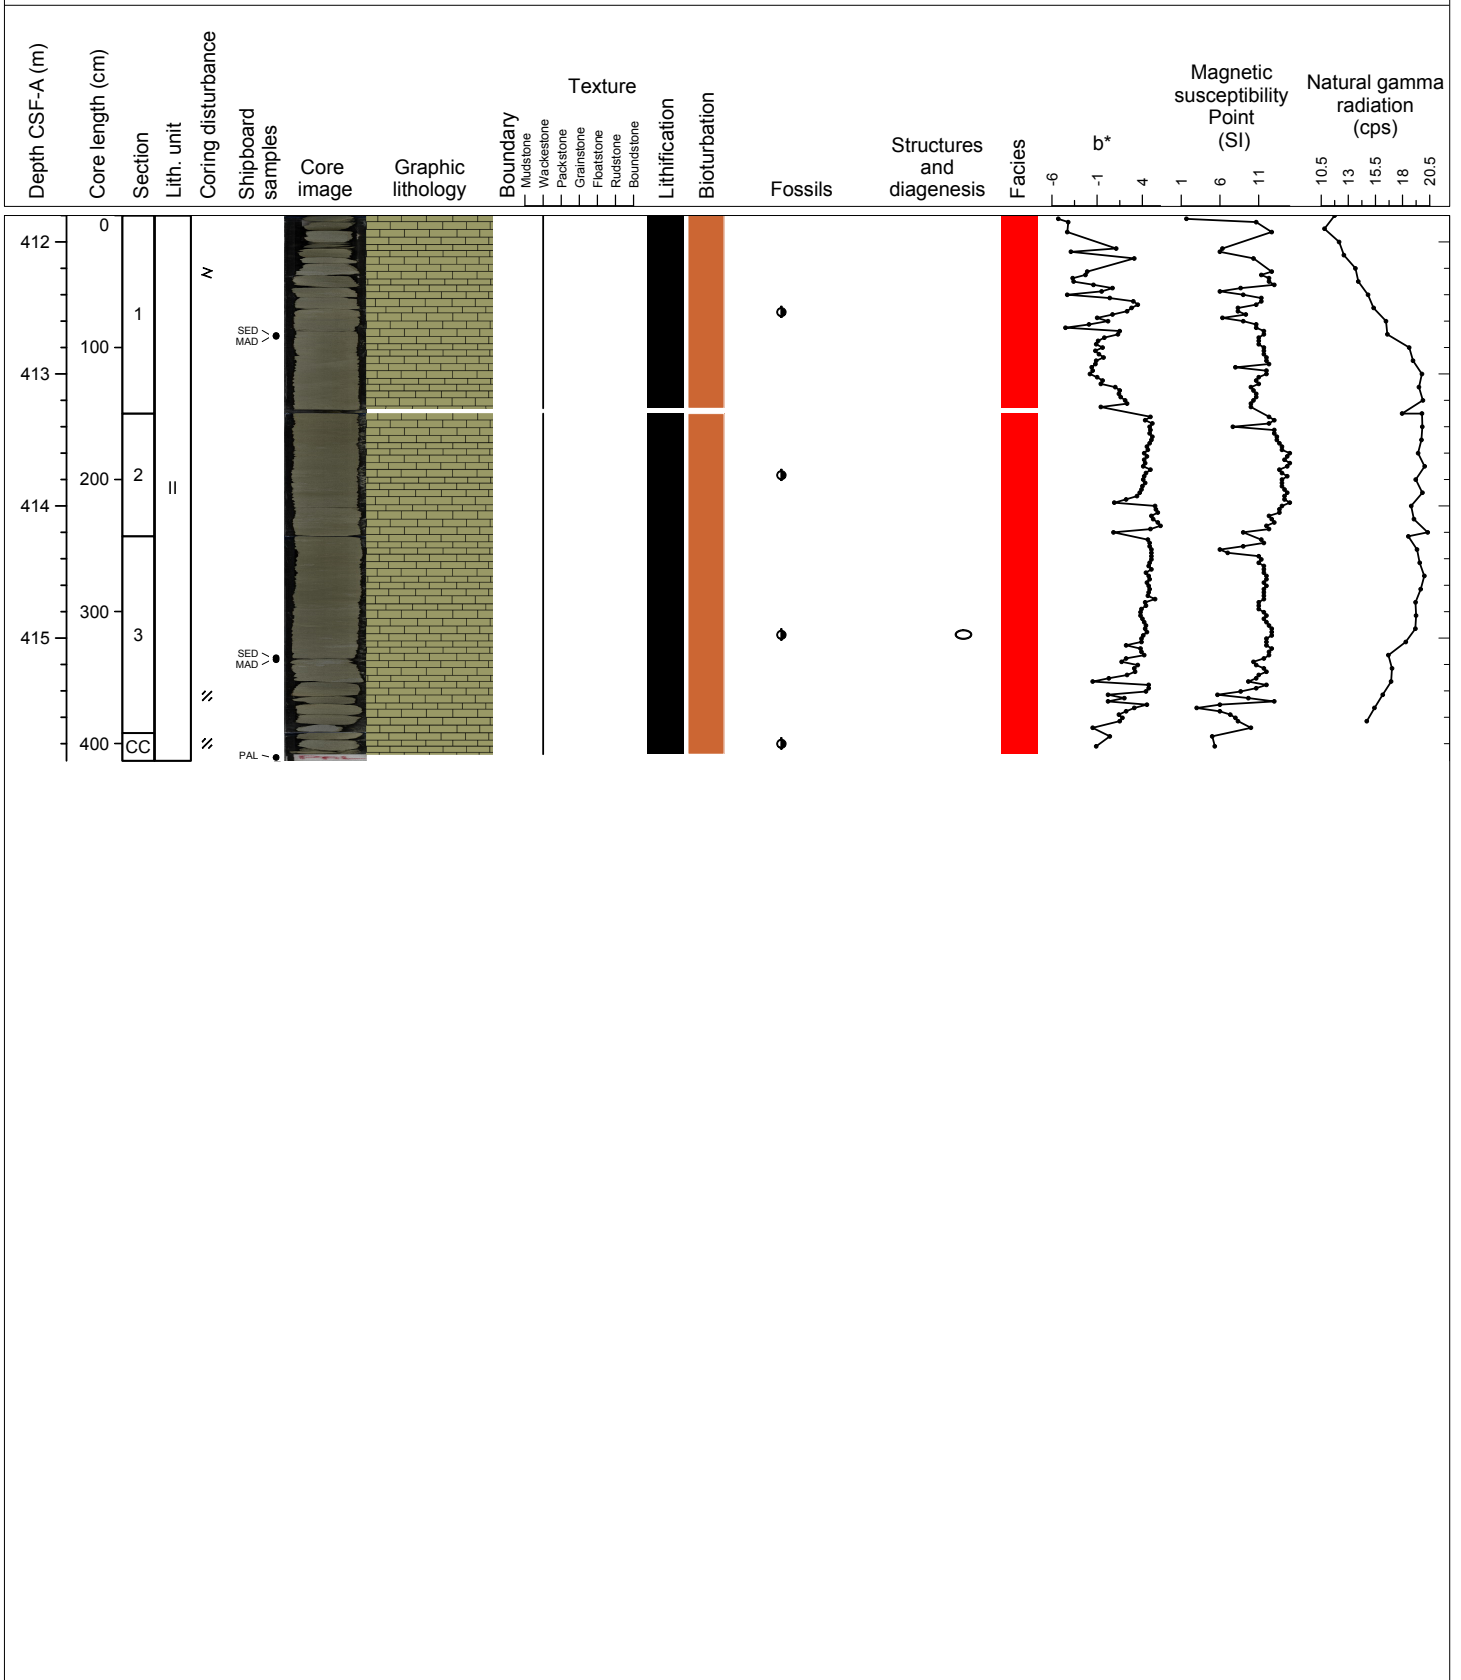 Depth CSF-A (m)
Core length (cm)
Section
Lith. unit
Coring disturbance
Shipboard
samples
Core
image
Graphic
lithology
Boundary
Texture
Mudstone
Wackestone
Packstone
Grainstone
Floatstone
Rudstone
Boundstone
Lithification
Bioturbation
Fossils
Structures
and
diagenesis
Facies
b*
-6
-1
4
Magnetic
susceptibility
Point
(SI)
1
6
11
Natural gamma
radiation
(cps)
10.5
13
15.5
18
20.5
412
413
414
415
0
100
200
300
400
1
2
3
CC
II
SED
MAD
SED
MAD
PAL